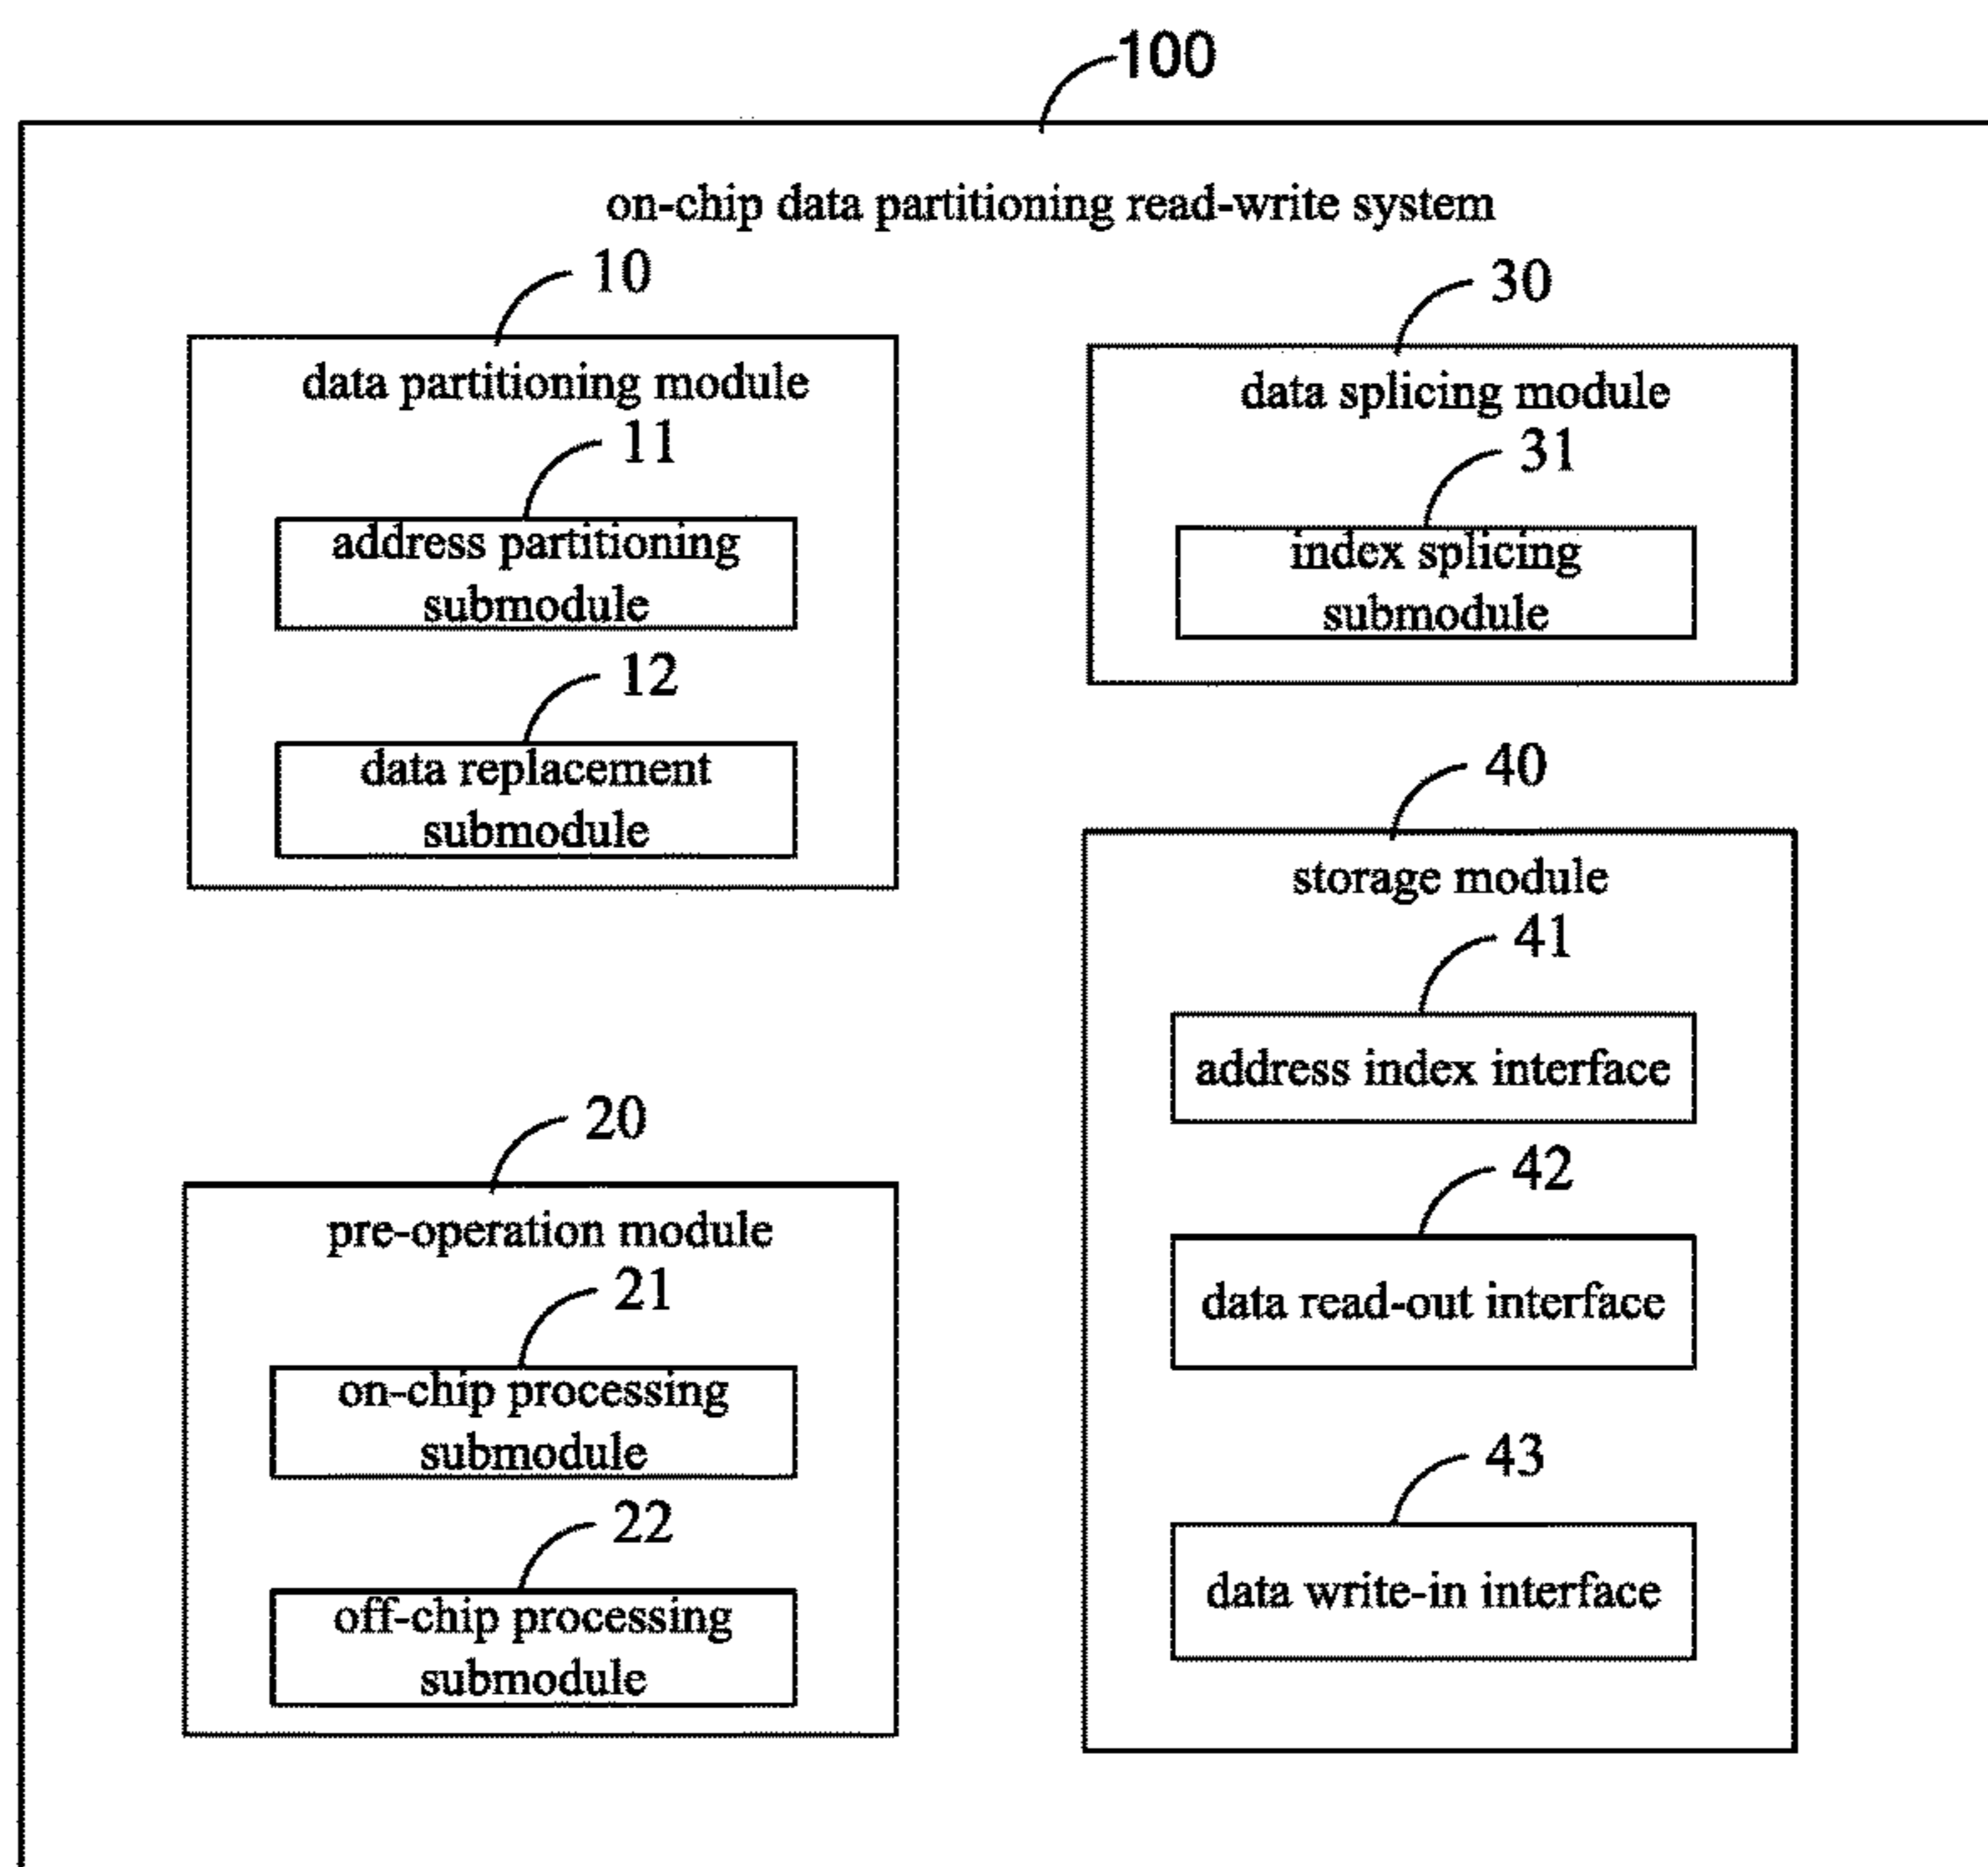 100
on-chip data partitioning read-write system
10
data partitioning module
11
address partitioning
submodule
12
data replacement
submodule
20
pre-operation module
21
on-chip processing
submodule
22
off-chip processing
submodule
30
data splicing module
31
index splicing
submodule
40
storage module
41
address index interface
42
data read-out interface
43
data write-in interface